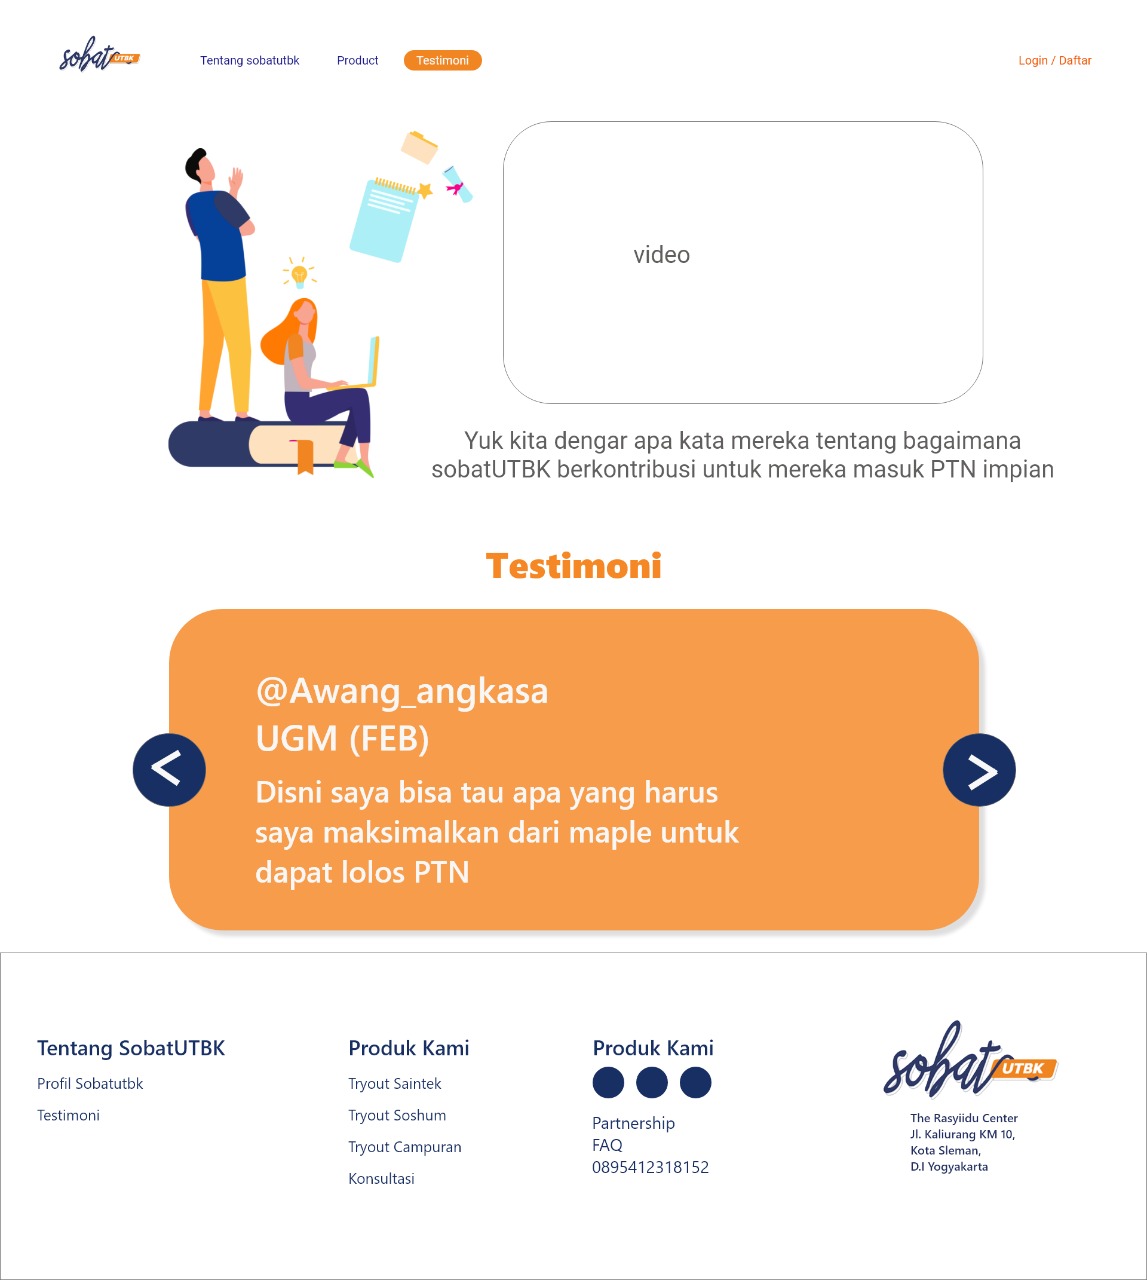 sobat UTBK
Tentang sobatutbk
Product
Testimoni
Login / Daftar
video
Yuk kita dengar apa kata mereka tentang bagaimana
sobatUTBK berkontribusi untuk mereka masuk PTN impian
Testimoni
@Awang_angkasa
UGM (FEB)
Disni saya bisa tau apa yang harus
saya maksimalkan dari maple untuk
dapat lolos PTN
<
>
Tentang SobatUTBK
Profil Sobatutbk
Testimoni
Produk Kami
Tryout Saintek
Tryout Soshum
Tryout Campuran
Konsultasi
Produk Kami
Partnership
FAQ
0895412318152
sobat UTBK
The Rasyiidu Center
Jl. Kaliurang KM 10,
Kota Sleman,
D.I Yogyakarta